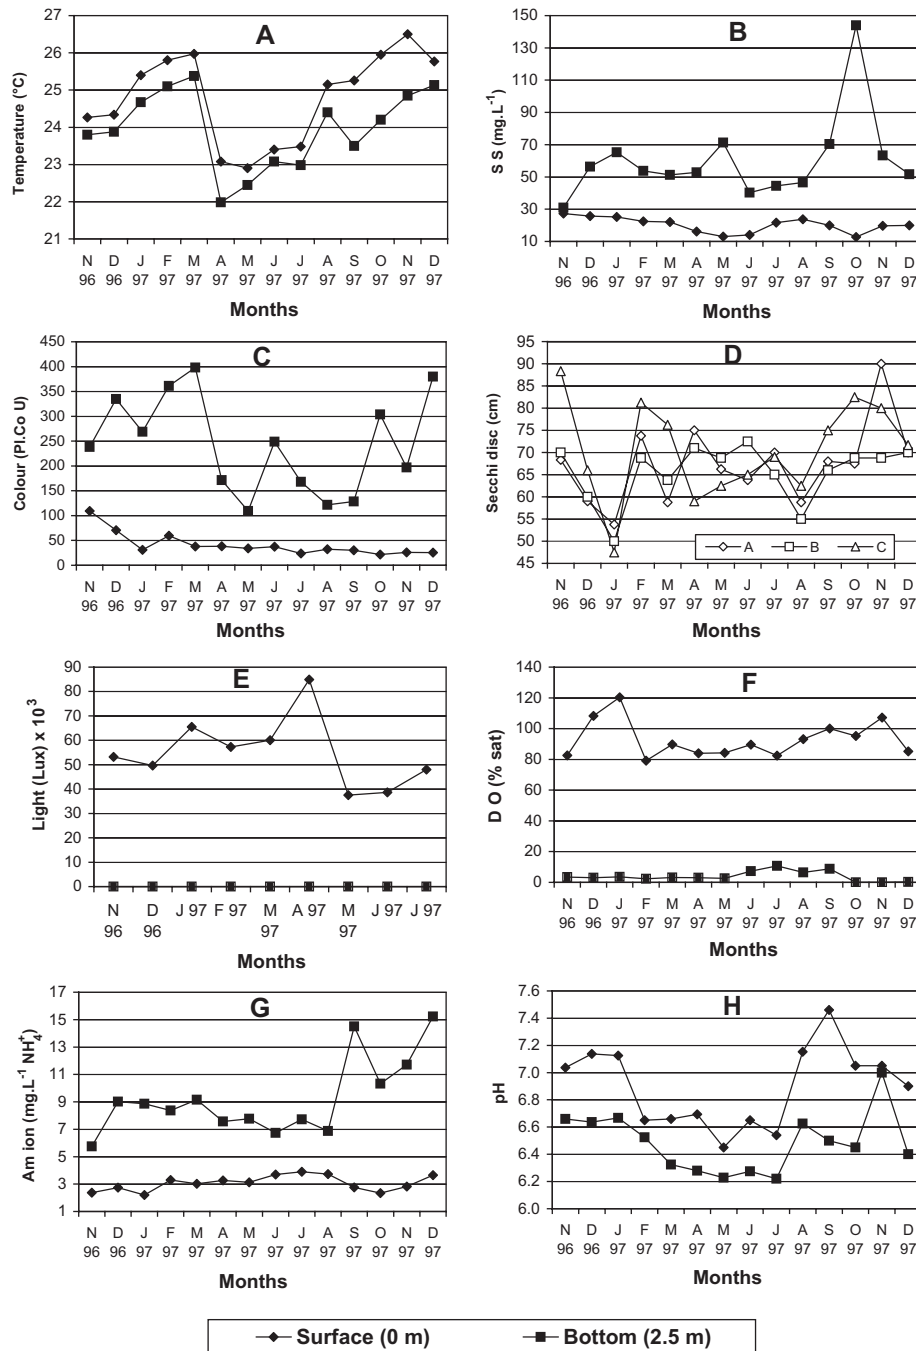 A
Temperature (°C)
27
26
25
24
23
22
21
N D J F M A M J J A S O N D
96 96 97 97 97 97 97 97 97 97 97 97 97 97
Months
B
S S (mg.L-1)
150
130
110
90
70
50
30
10
N D J F M A M J J A S O N D
96 96 97 97 97 97 97 97 97 97 97 97 97 97
Months
C
Colour (Pl.Co U)
450
400
350
300
250
200
150
100
50
0
N D J F M A M J J A S O N D
96 96 97 97 97 97 97 97 97 97 97 97 97 97
Months
D
Secchi disc (cm)
95
90
85
80
75
70
65
60
55
50
45
A B C
N D J F M A M J J A S O N D
96 96 97 97 97 97 97 97 97 97 97 97 97 97
Months
E
Light (Lux) x 10³
90
80
70
60
50
40
30
20
10
0
N D J 97 F 97 M A 97 M J 97 J 97
96 96 97 97
Months
F
D O (% sat)
140
120
100
80
60
40
20
0
N D J F M A M J J A S O N D
96 96 97 97 97 97 97 97 97 97 97 97 97 97
Months
G
Am ion (mg.L-1 NH4+)
17
15
13
11
9
7
5
3
1
N D J F M A M J J A S O N D
96 96 97 97 97 97 97 97 97 97 97 97 97 97
Months
H
pH
7.6
7.4
7.2
7.0
6.8
6.6
6.4
6.2
6.0
N D J F M A M J J A S O N D
96 96 97 97 97 97 97 97 97 97 97 97 97 97
Months
Surface (0 m) Bottom (2.5 m)